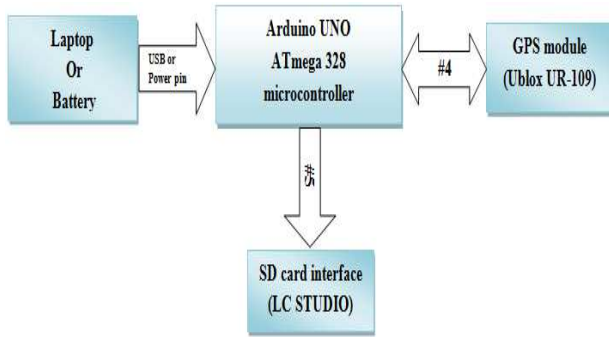 Laptop
Or
Battery
USB or
Power pin
Arduino UNO
ATmega 328
microcontroller
#4
GPS module
(Ublox UR-109)
#5
SD card interface
(LC STUDIO)